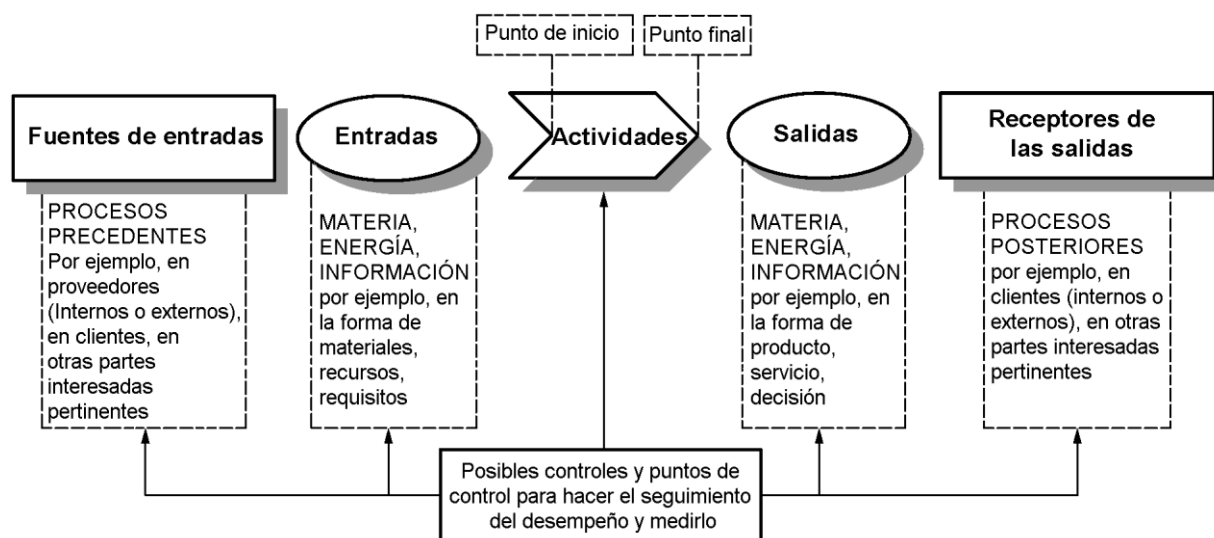 Punto de inicio
Punto final
Fuentes de entradas
Entradas
Actividades
Salidas
Receptores de
las salidas
PROCESOS
PRECEDENTES
Por ejemplo, en
proveedores
(Internos o externos),
en clientes, en
otras partes
interesadas
pertinentes
MATERIA,
ENERGÍA,
INFORMACIÓN
por ejemplo, en
la forma de
materiales,
recursos,
requisitos
MATERIA,
ENERGÍA,
INFORMACIÓN
por ejemplo, en
la forma de
producto,
servicio,
decisión
PROCESOS
POSTERIORES
por ejemplo, en
clientes (internos o
externos), en otras
partes interesadas
pertinentes
Posibles controles y puntos de
control para hacer el seguimiento
del desempeño y medirlo